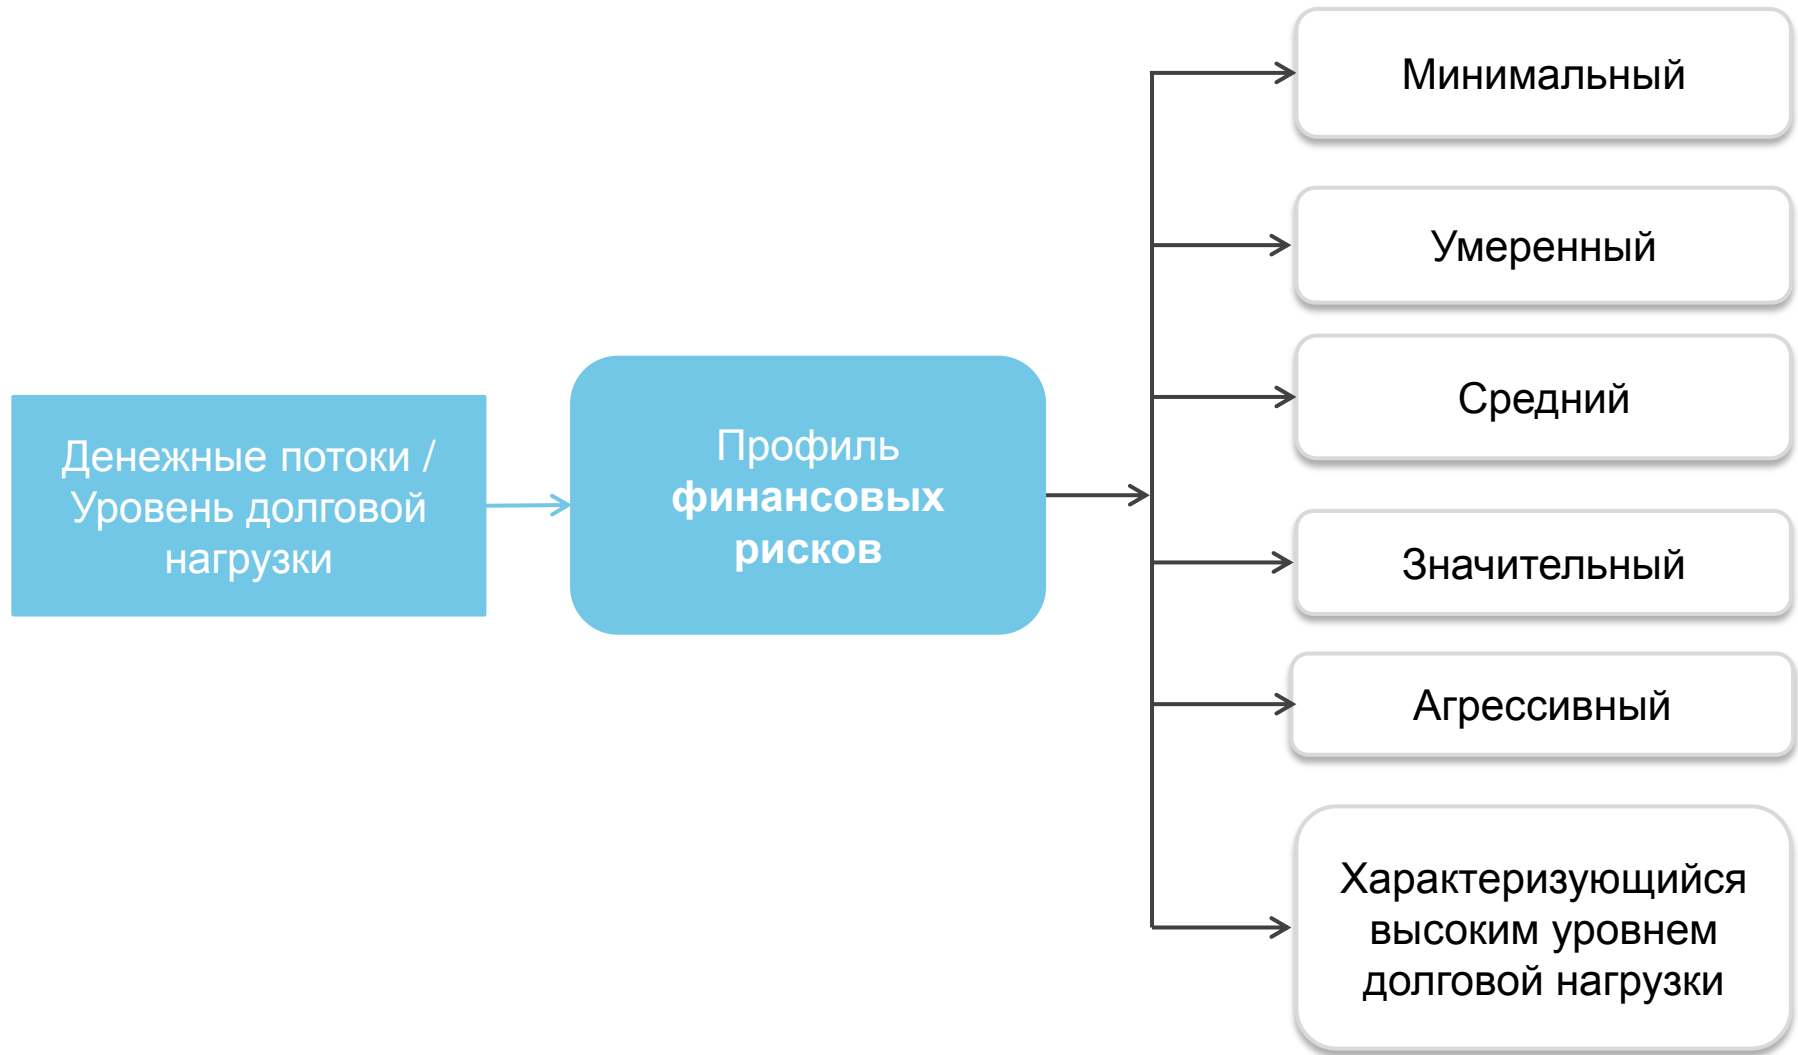 Денежные потоки /
Уровень долговой
нагрузки
Профиль
финансовых
рисков
Минимальный
Умеренный
Средний
Значительный
Агрессивный
Характеризующийся
высоким уровнем
долговой нагрузки